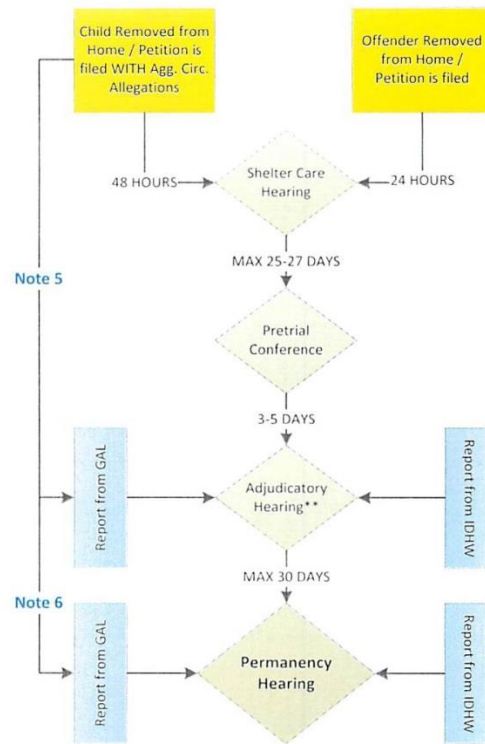 Child Removed from
Home / Petition is
filed WITH Agg. Circ.
Allegations
Offender Removed
from Home /
Petition is filed
48 HOURS
Shelter Care
Hearing
24 HOURS
MAX 25-27 DAYS
Note 5
Pretrial
Conference
3-5 DAYS
Report from GAL
Adjudicatory
Hearing**
Report from IDHW
MAX 30 DAYS
Note 6
Report from GAL
Permanency
Hearing
Report from IDHW